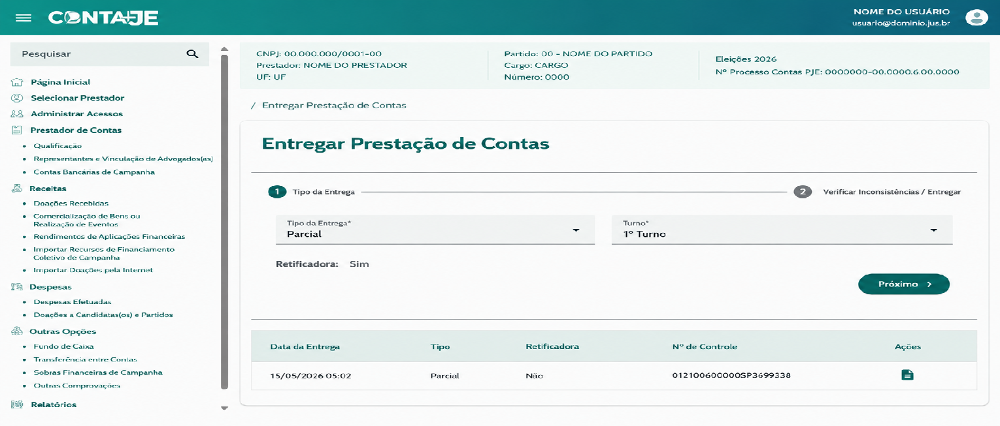 CONTAJE
NOME DO USUÁRIO
usuario@dominio.jus.br
Pesquisar
Página Inicial
Selecionar Prestador
Administrar Acessos
Prestador de Contas
Qualificação
Representantes e Vinculação de Advogados(as)
Contas Bancárias de Campanha
Receitas
Doações Recebidas
Comercialização de Bens ou
Realização de Eventos
Rendimentos de Aplicações Financeiras
Importar Recursos de Financiamento
Coletivo de Campanha
Importar Doações pela Internet
Despesas
Despesas Efetuadas
Doações a Candidatas(os) e Partidos
Outras Opções
Fundo de Caixa
Transferência entre Contas
Sobras Financeiras de Campanha
Outras Comprovações
Relatórios
CNPJ: 00.000.000/0001-00
Prestador: NOME DO PRESTADOR
UF: UF
Partido: 00 - NOME DO PARTIDO
Cargo: CARGO
Número: 0000
Eleições 2026
Nº Processo Contas PJE: 0000000-00.0000.6.00.0000
/ Entregar Prestação de Contas
Entregar Prestação de Contas
1 Tipo da Entrega
2 Verificar Inconsistências / Entregar
Tipo da Entrega*
Parcial
Turno*
1º Turno
Retificadora: Sim
Próximo >
Data da Entrega Tipo Retificadora Nº de Controle Ações
15/05/2026 05:02 Parcial Não 012100600000SP3699338